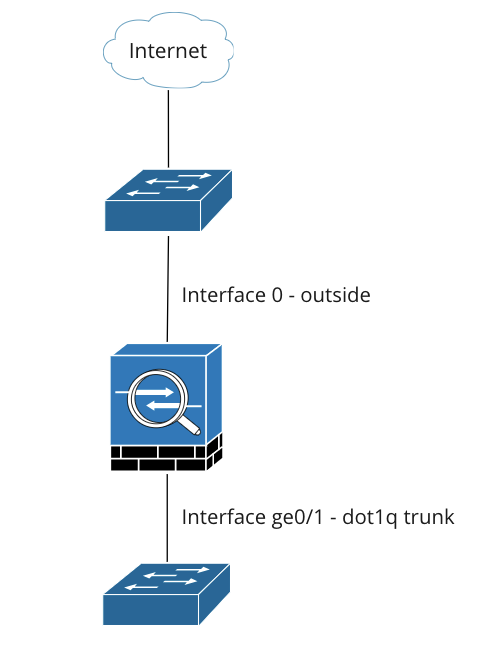 Internet
Interface 0 - outside
Interface ge0/1 - dot1q trunk